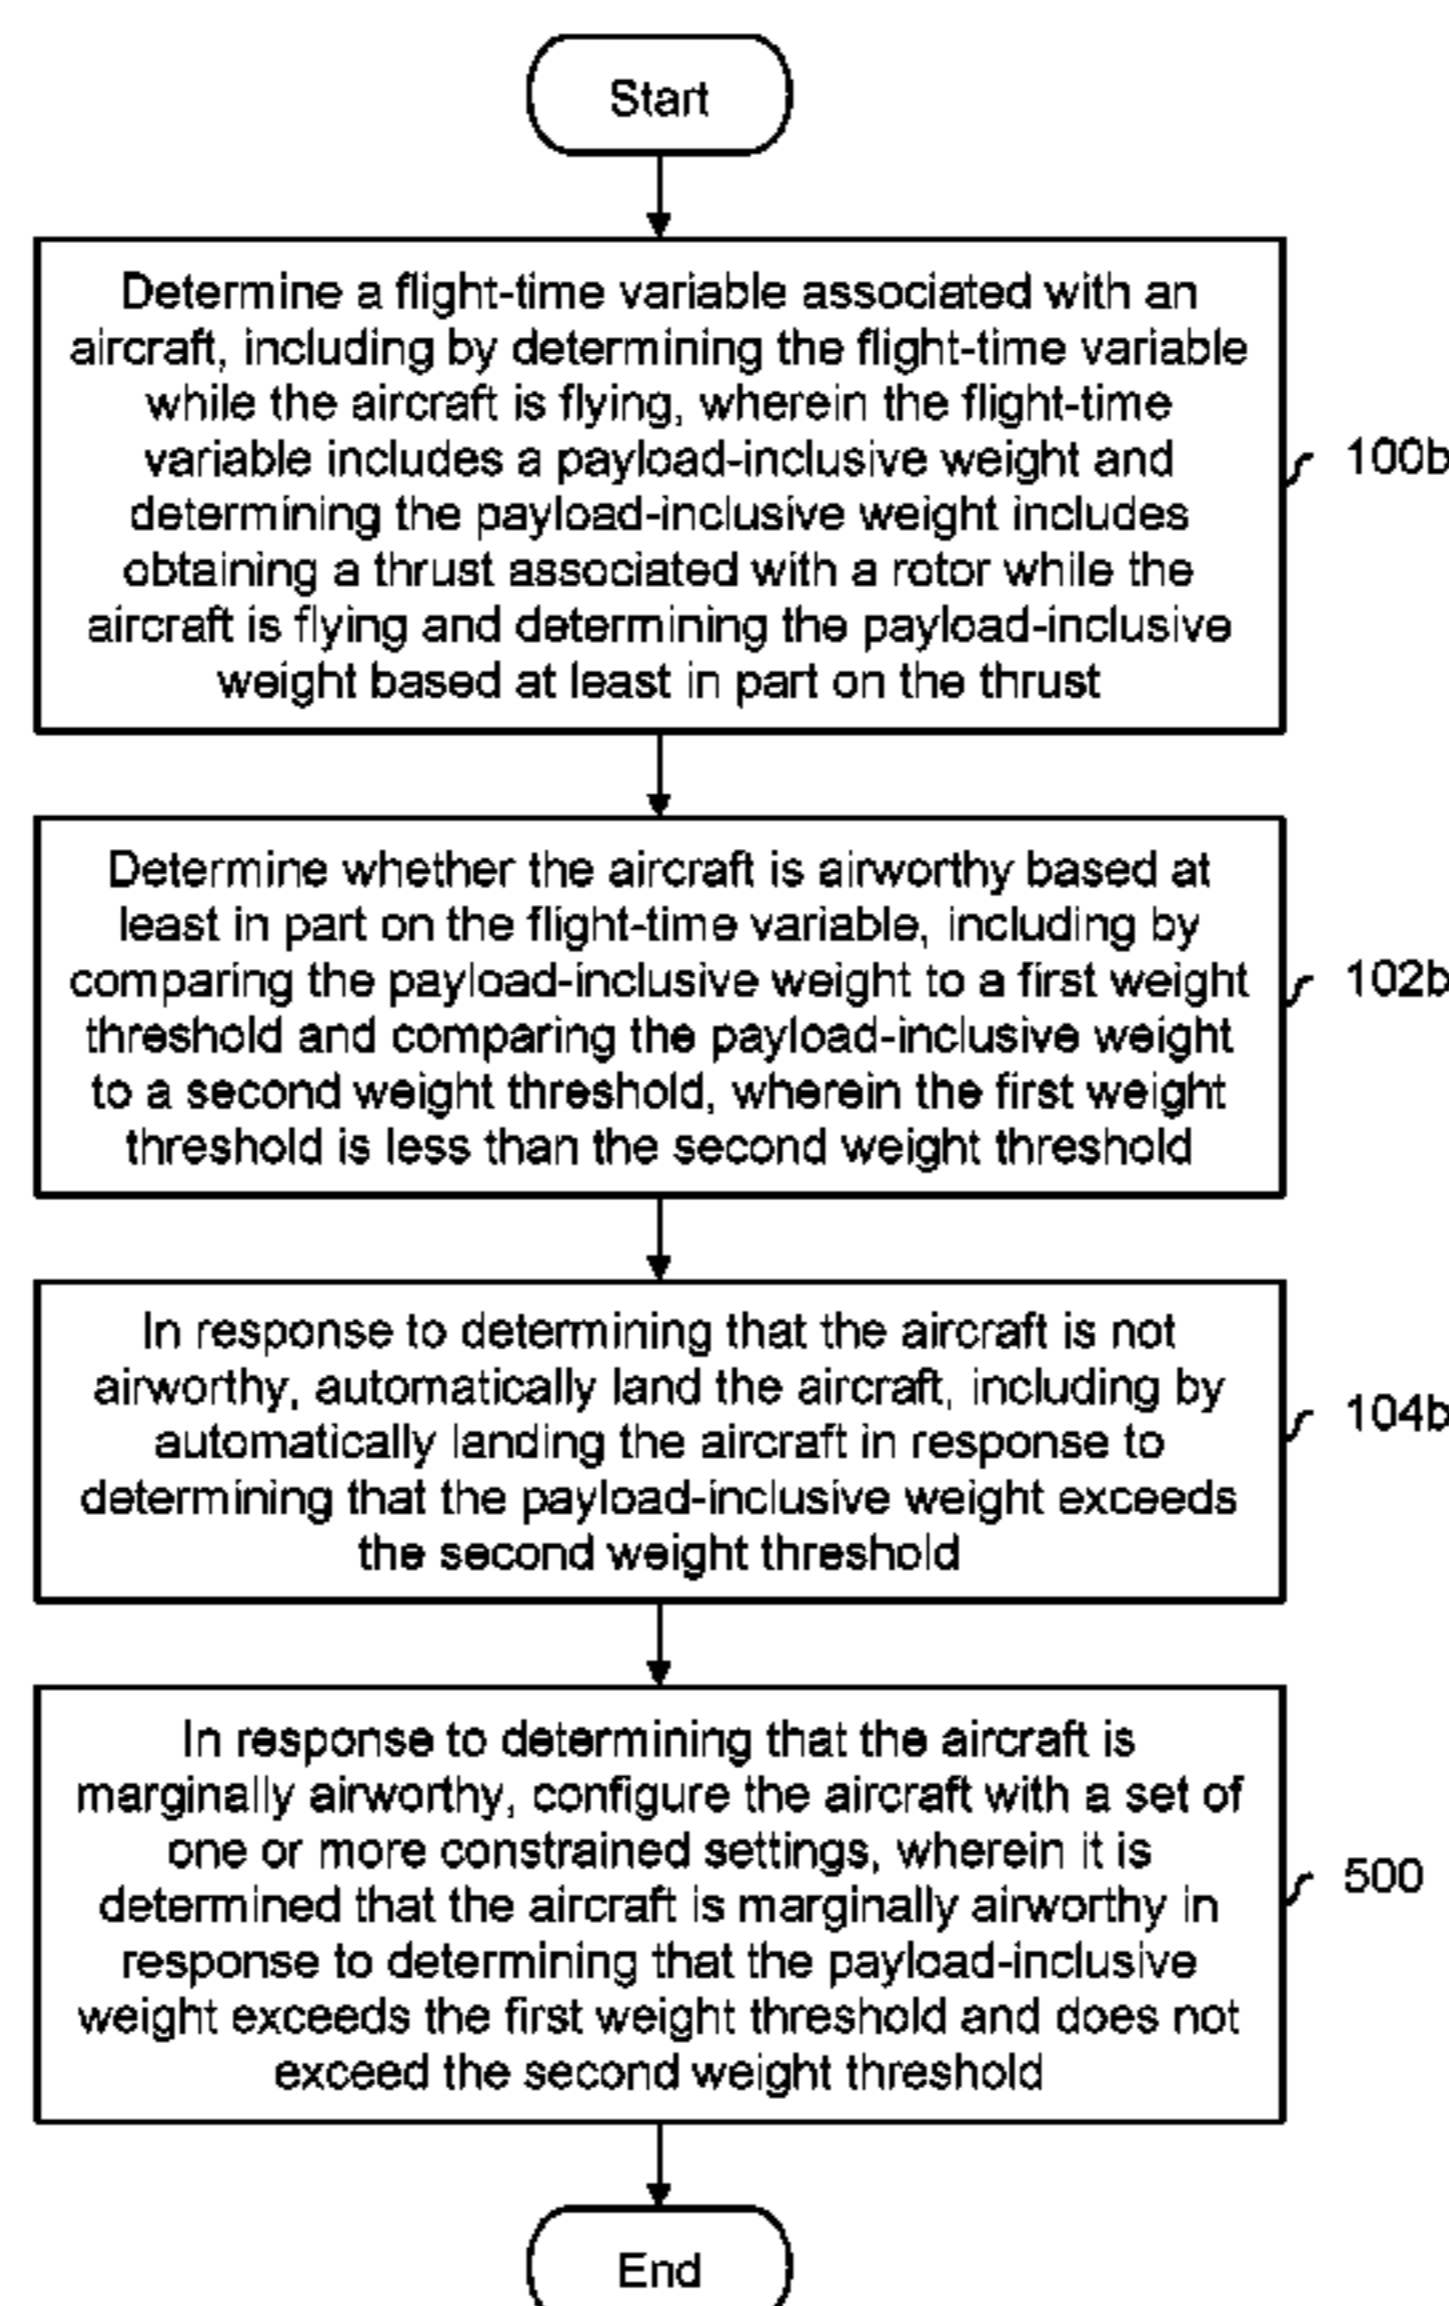 Start
Determine a flight-time variable associated with an
aircraft, including by determining the flight-time variable
while the aircraft is flying, wherein the flight-time
variable includes a payload-inclusive weight and
determining the payload-inclusive weight includes
obtaining a thrust associated with a rotor while the
aircraft is flying and determining the payload-inclusive
weight based at least in part on the thrust
100b
Determine whether the aircraft is airworthy based at
least in part on the flight-time variable, including by
comparing the payload-inclusive weight to a first weight
threshold and comparing the payload-inclusive weight
to a second weight threshold, wherein the first weight
threshold is less than the second weight threshold
102b
In response to determining that the aircraft is not
airworthy, automatically land the aircraft, including by
automatically landing the aircraft in response to
determining that the payload-inclusive weight exceeds
the second weight threshold
104b
In response to determining that the aircraft is
marginally airworthy, configure the aircraft with a set of
one or more constrained settings, wherein it is
determined that the aircraft is marginally airworthy in
response to determining that the payload-inclusive
weight exceeds the first weight threshold and does not
exceed the second weight threshold
500
End